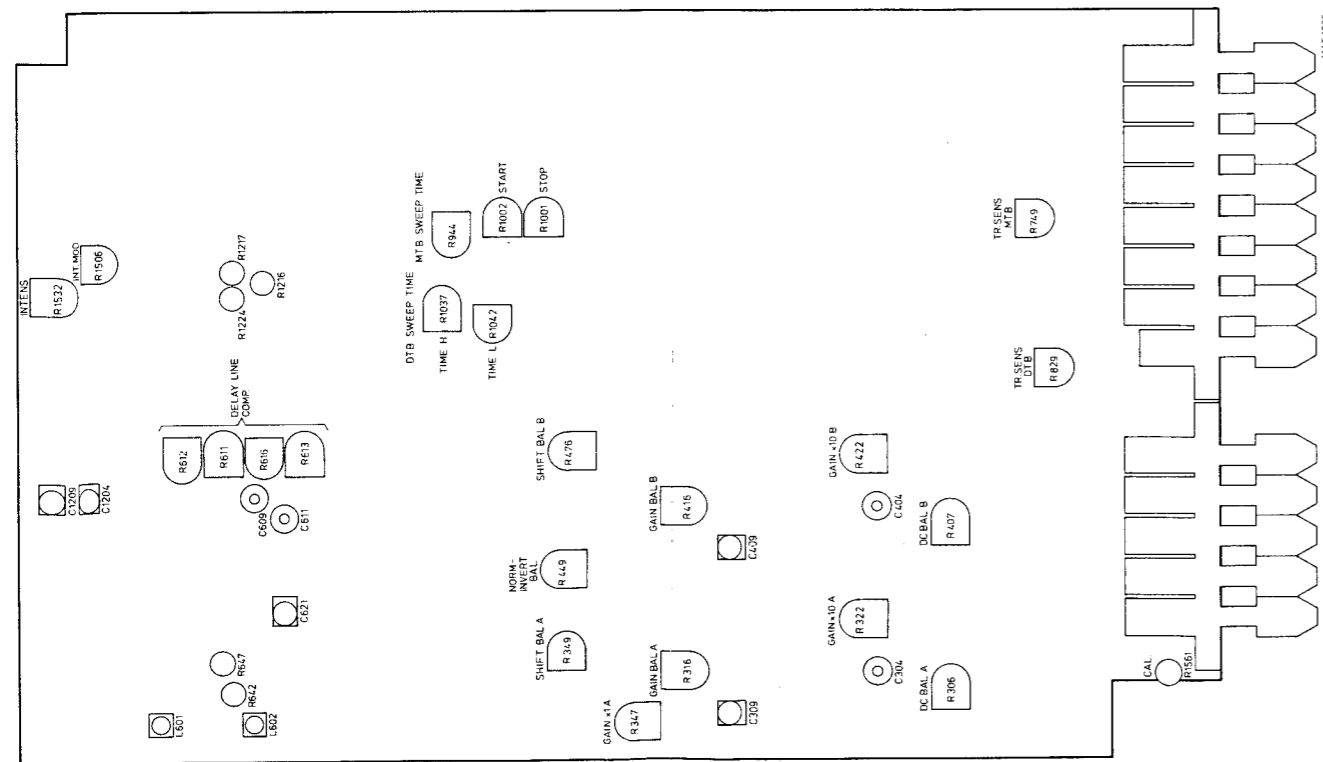 INTENS
R1532
INT. MOD
R1506
R1217
R1224
R1216
C1209
C1204
DELAY LINE
COMP.
R612
R611
R616
R613
C609
C611
C621
R647
R642
L601
L602
MTB SWEEP TIME
R944
R1002 START
R1001 STOP
DTB SWEEP TIME
TIME H
R1037
TIME L
R1042
SHIFT BAL B
R476
NORM-
INVERT
BAL
R449
SHIFT BAL A
R349
GAIN BAL B
R416
C409
GAIN BAL A
R316
GAIN x1 A
R347
C309
TR.SENS
MTB
R749
TR.SENS
DTB
R829
GAIN x10 B
R422
C404
DC BAL B
R407
GAIN x10 A
R322
C304
DC BAL A
R306
CAL.
R1561